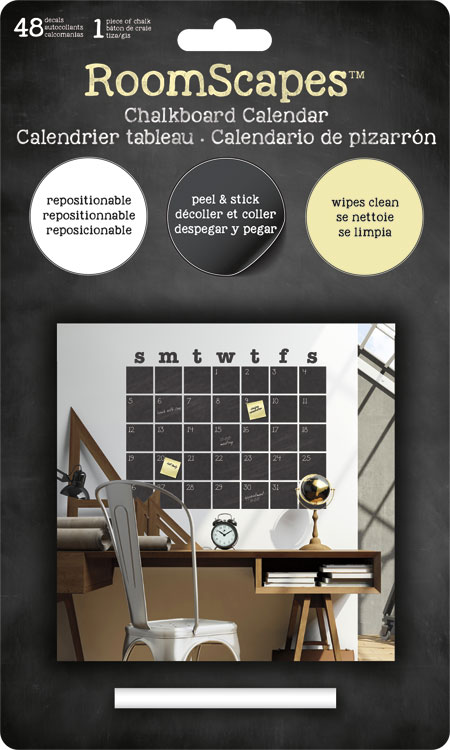 48 decals
autocollants
calcomanías
1 piece of chalk
bâton de craie
tiza/gis
RoomScapes™
Chalkboard Calendar
Calendrier tableau · Calendario de pizarrón
repositionable
repositionnable
reposicionable
peel & stick
décoller et coller
despegar y pegar
wipes clean
se nettoie
se limpia
s m t w t f s
1 2 3 4
5 6 7 8 9 10 11
12 13 14 15 16 17 18
19 20 21 22 23 24 25
27 28 29 30 31